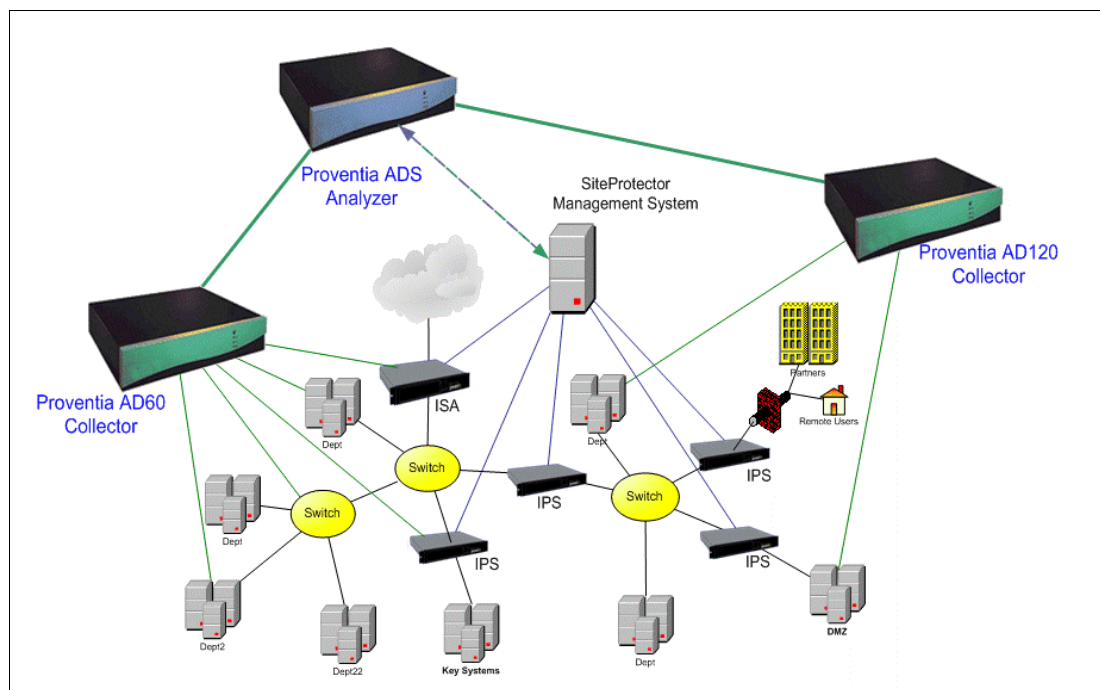 Proventia ADS
Analyzer
SiteProtector
Management System
Proventia AD120
Collector
Proventia AD60
Collector
ISA
Partners
Remote Users
Dept
Dept
Switch
IPS
IPS
Switch
Switch
Dept
IPS
IPS
Dept2
Dept22
Key Systems
Dept
DMZ